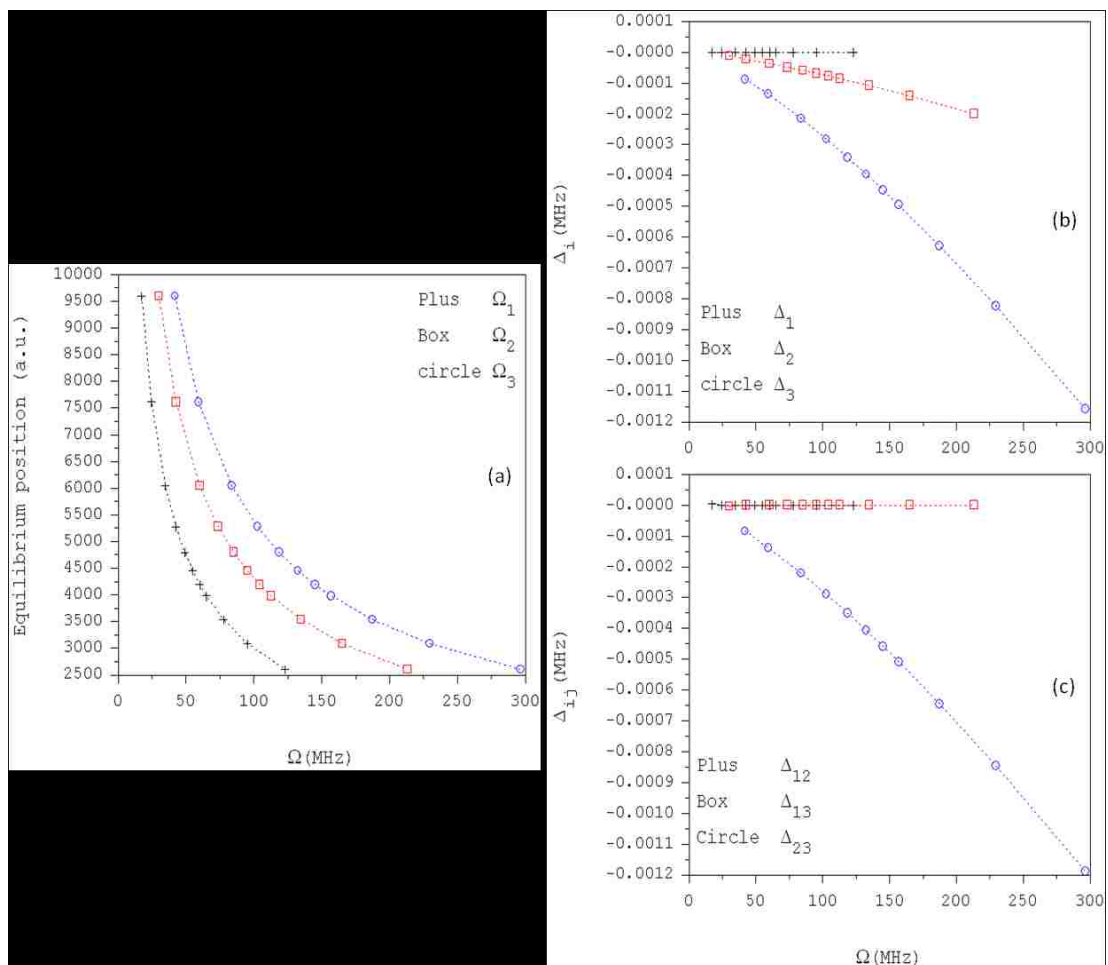 10000
9500
9000
8500
8000
7500
7000
6500
6000
5500
5000
4500
4000
3500
3000
2500
Equilibrium position (a.u.)
0 50 100 150 200 250 300
Ω(MHz)
Plus Ω1
Box Ω2
circle Ω3
(a)
0.0001
-0.0000
-0.0001
-0.0002
-0.0003
-0.0004
-0.0005
-0.0006
-0.0007
-0.0008
-0.0009
-0.0010
-0.0011
-0.0012
Δi(MHz)
(b)
Plus Δ1
Box Δ2
circle Δ3
0 50 100 150 200 250 300
0.0001
-0.0000
-0.0001
-0.0002
-0.0003
-0.0004
-0.0005
-0.0006
-0.0007
-0.0008
-0.0009
-0.0010
-0.0011
-0.0012
Δij(MHz)
(c)
Plus Δ12
Box Δ13
Circle Δ23
0 50 100 150 200 250 300
Ω(MHz)